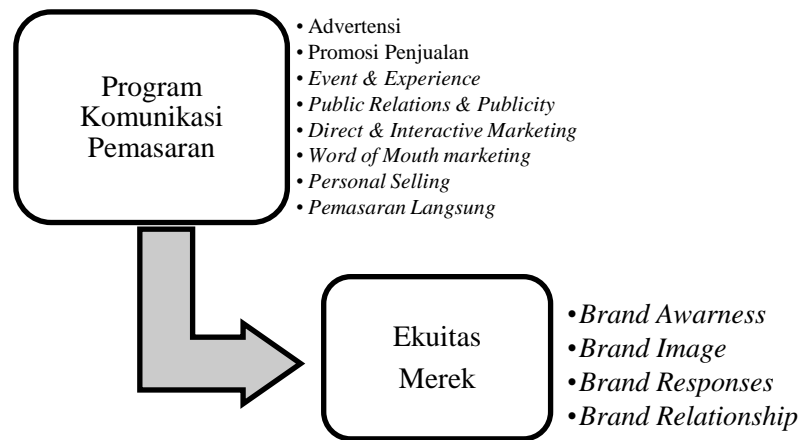 Program
Komunikasi
Pemasaran
• Advertensi
• Promosi Penjualan
• Event & Experience
• Public Relations & Publicity
• Direct & Interactive Marketing
• Word of Mouth marketing
• Personal Selling
• Pemasaran Langsung
Ekuitas
Merek
•Brand Awarness
•Brand Image
•Brand Responses
•Brand Relationship